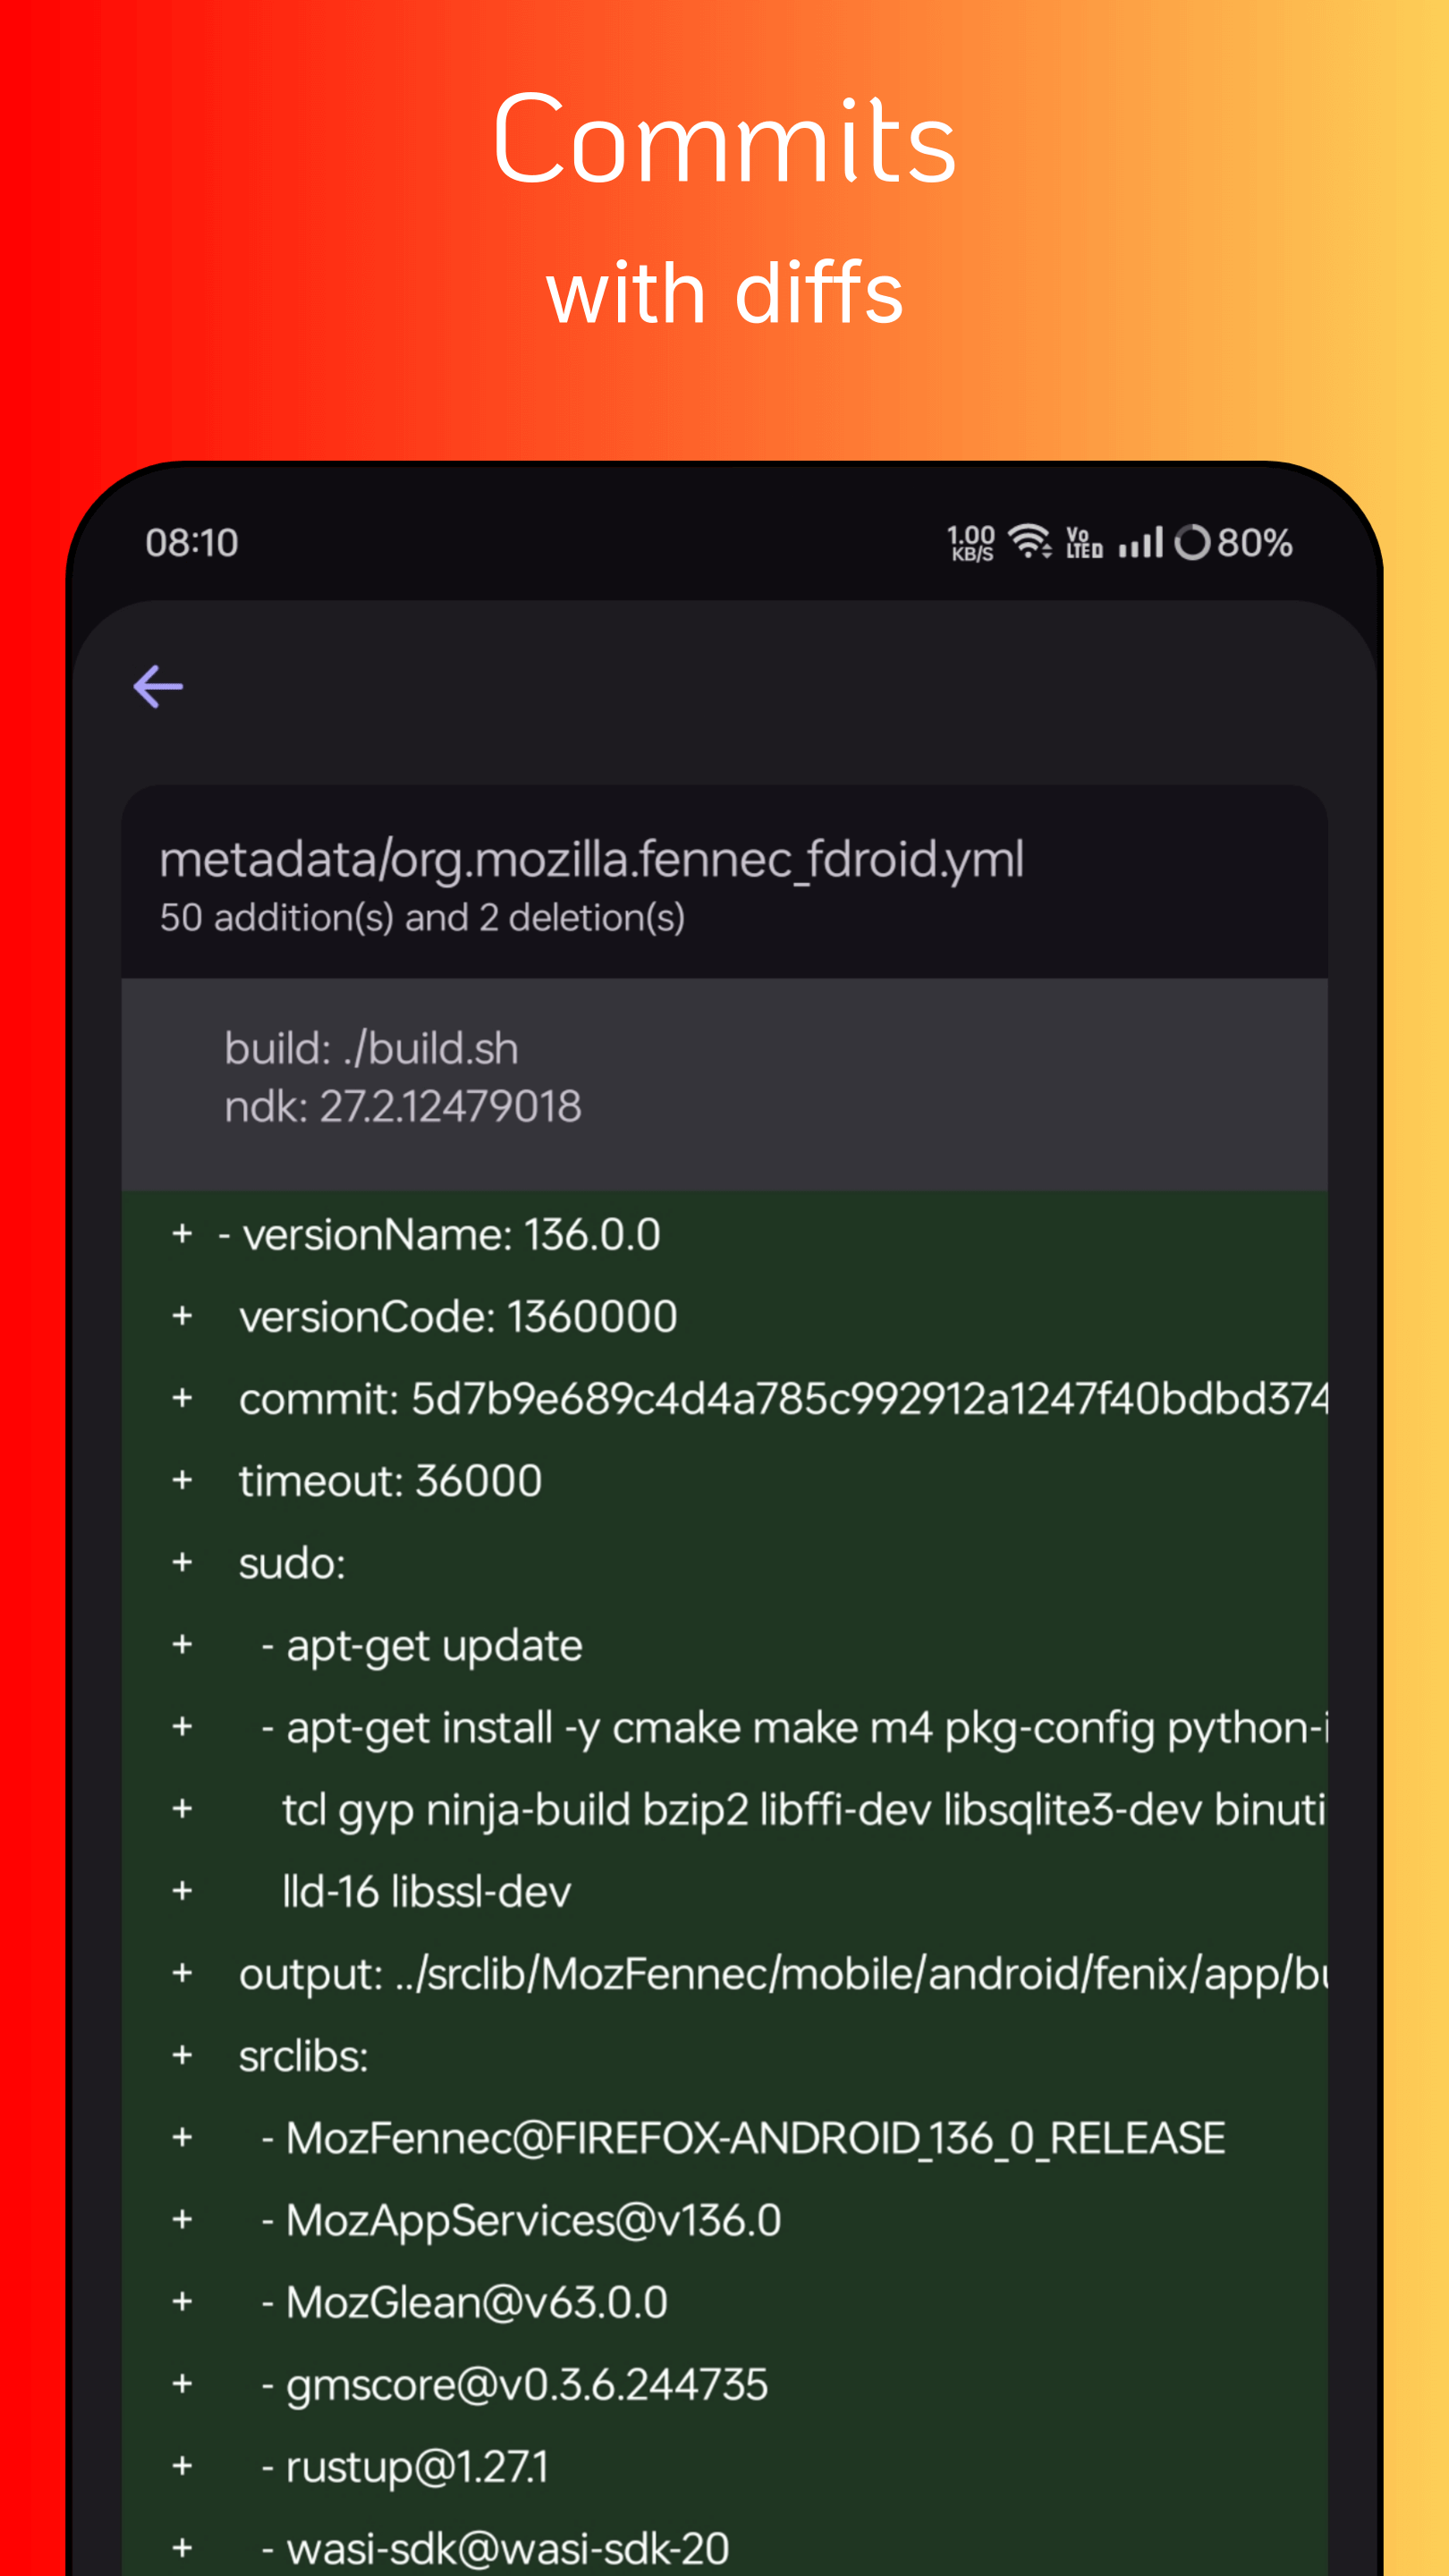 Commits
with diffs
08:10
1.00
KB/S
Vo
LTE
80%
metadata/org.mozilla.fennec_fdroid.yml
50 addition(s) and 2 deletion(s)
build: ./build.sh
ndk: 27.2.12479018
+ - versionName: 136.0.0
+ versionCode: 1360000
+ commit: 5d7b9e689c4d4a785c992912a1247f40bdbd374
+ timeout: 36000
+ sudo:
+ - apt-get update
+ - apt-get install -y cmake make m4 pkg-config python-i
+ tcl gyp ninja-build bzip2 libffi-dev libsqlite3-dev binuti
+ lld-16 libssl-dev
+ output: ../srclib/MozFennec/mobile/android/fenix/app/bu
+ srclibs:
+ - MozFennec@FIREFOX-ANDROID_136_0_RELEASE
+ - MozAppServices@v136.0
+ - MozGlean@v63.0.0
+ - gmscore@v0.3.6.244735
+ - rustup@1.27.1
+ - wasi-sdk@wasi-sdk-20